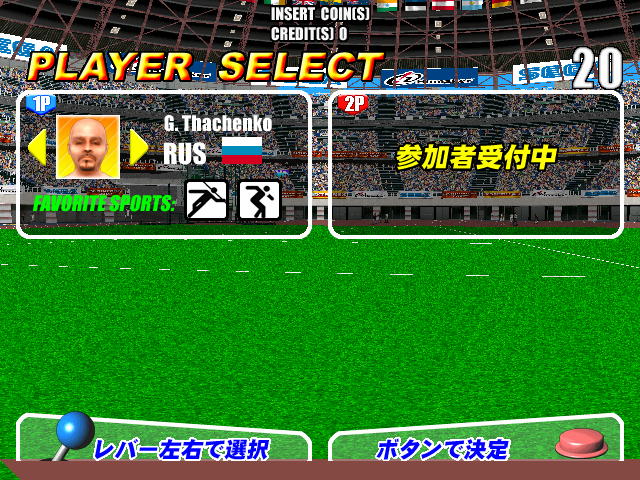 INSERT COIN(S)
CREDIT(S) 0
PLAYER SELECT
20
1P
G. Thachenko
RUS
FAVORITE SPORTS:
2P
参加者受付中
レバー左右で選択
ボタンで決定